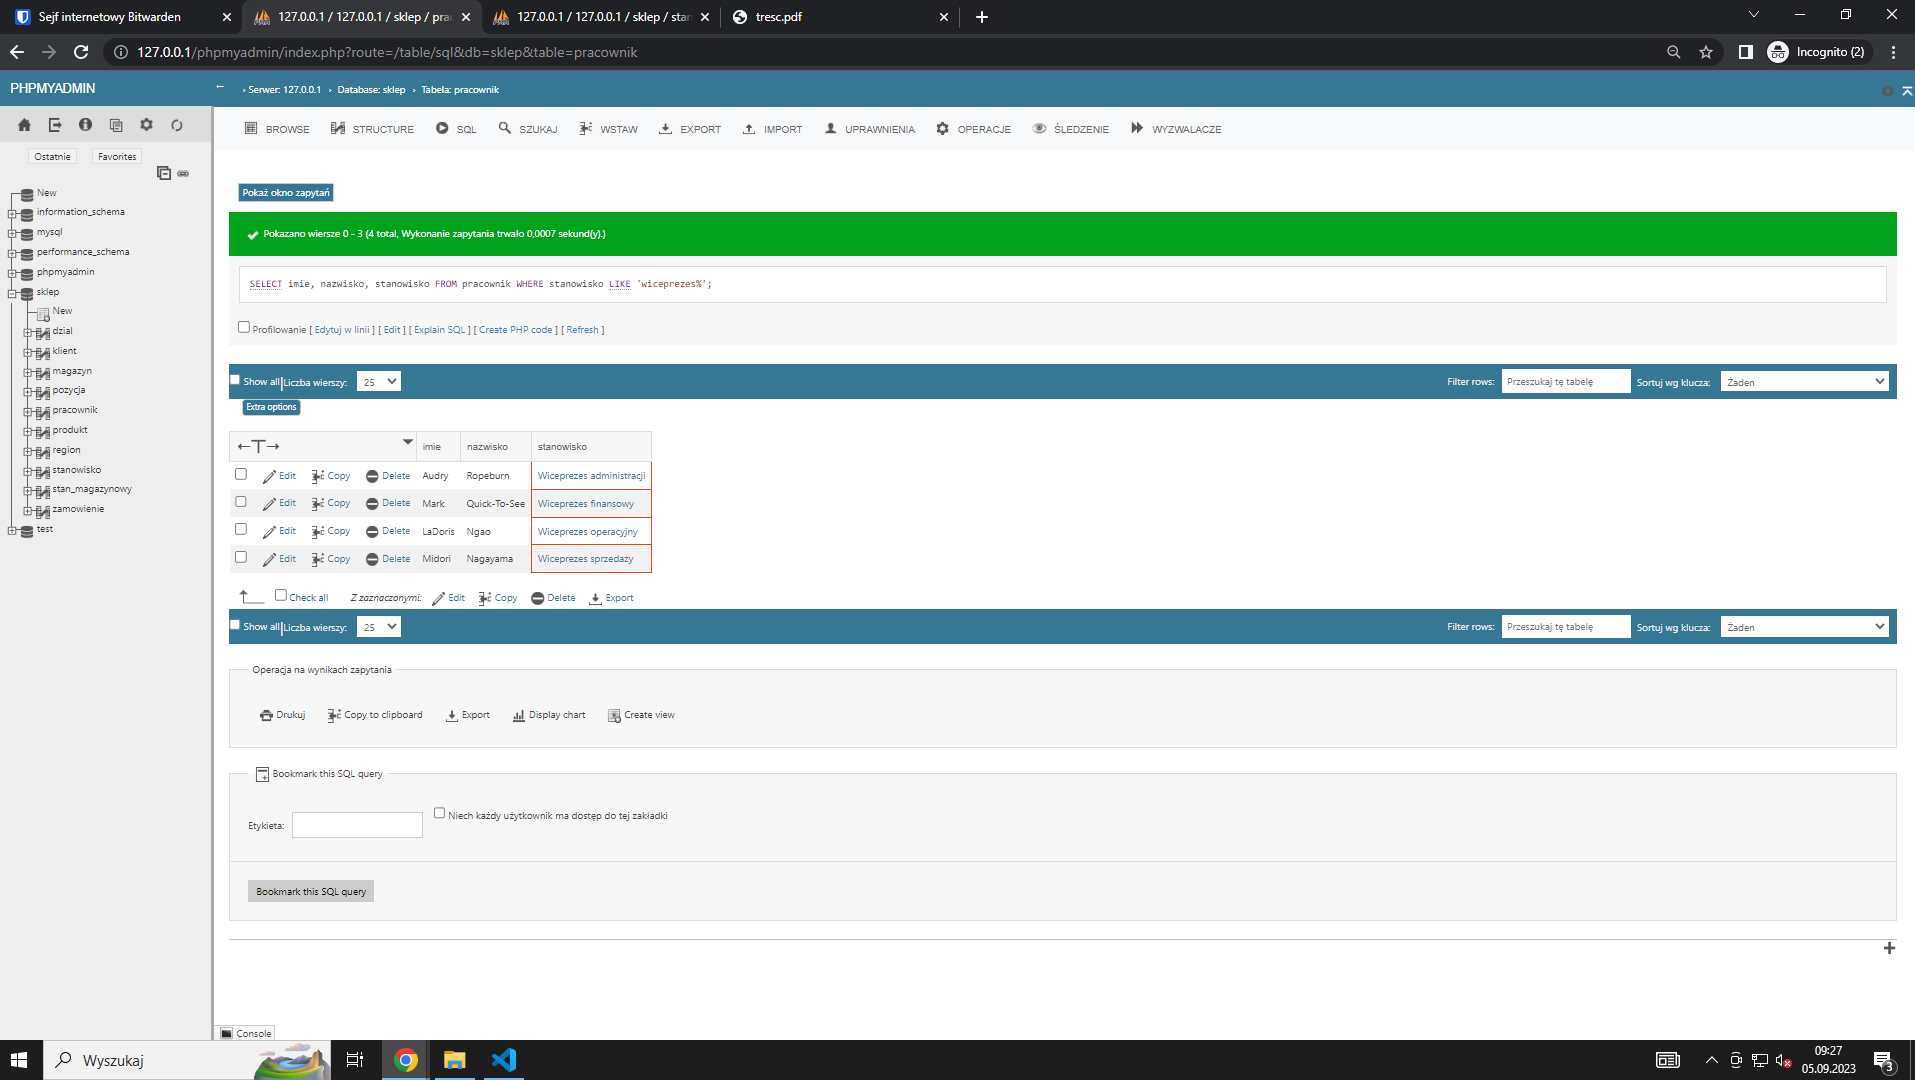 Sejf internetowy Bitwarden
127.0.0.1 / 127.0.0.1 / sklep / prac
127.0.0.1 / 127.0.0.1 / sklep / stan
tresc.pdf
127.0.0.1/phpmyadmin/index.php?route=/table/sql&db=sklep&table=pracownik
Incognito (2)
PHPMYADMIN
Serwer: 127.0.0.1 › Database: sklep › Tabela: pracownik
BROWSE STRUCTURE SQL SZUKAJ WSTAW EXPORT IMPORT UPRAWNIENIA OPERACJE ŚLEDZENIE WYZWALACZE
Ostatnie Favorites
New
information_schema
mysql
performance_schema
phpmyadmin
sklep
New
dzial
klient
magazyn
pozycja
pracownik
produkt
region
stanowisko
stan_magazynowy
zamowienie
test
Pokaż okno zapytań
Pokazano wiersze 0 - 3 (4 total, Wykonanie zapytania trwało 0,0007 sekund(y).)
SELECT imie, nazwisko, stanowisko FROM pracownik WHERE stanowisko LIKE 'wiceprezes%';
Profilowanie [ Edytuj w linii ] [ Edit ] [ Explain SQL ] [ Create PHP code ] [ Refresh ]
Show all Liczba wierszy: 25 Filter rows: Przeszukaj tę tabelę Sortuj wg klucza: Żaden
Extra options
imie nazwisko stanowisko
Edit Copy Delete Audry Ropeburn Wiceprezes administracji
Edit Copy Delete Mark Quick-To-See Wiceprezes finansowy
Edit Copy Delete LaDoris Ngao Wiceprezes operacyjny
Edit Copy Delete Midori Nagayama Wiceprezes sprzedazy
Check all Z zaznaczonymi: Edit Copy Delete Export
Show all Liczba wierszy: 25 Filter rows: Przeszukaj tę tabelę Sortuj wg klucza: Żaden
Operacja na wynikach zapytania
Drukuj Copy to clipboard Export Display chart Create view
Bookmark this SQL query
Etykieta: Niech każdy użytkownik ma dostęp do tej zakładki
Bookmark this SQL query
Console
Wyszukaj
09:27
05.09.2023
3